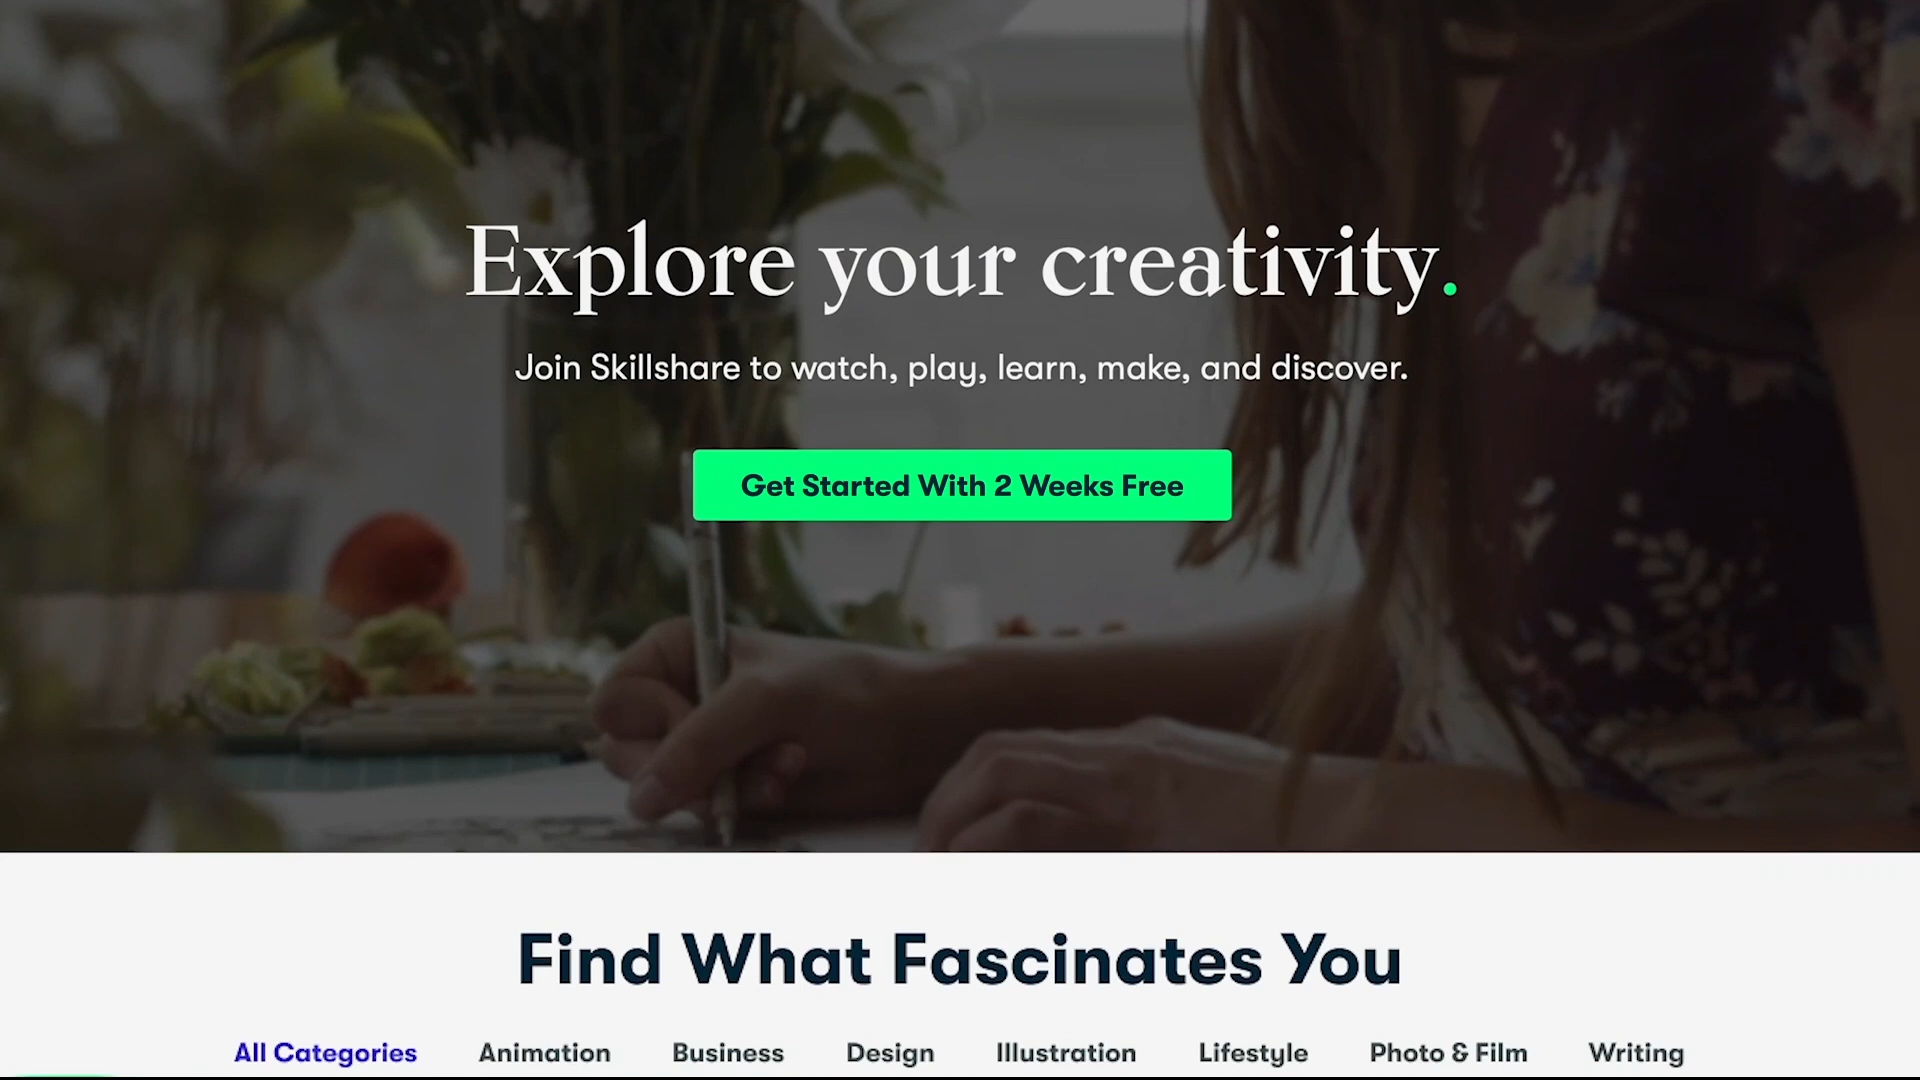 Explore your creativity.
Join Skillshare to watch, play, learn, make, and discover.
Get Started With 2 Weeks Free
Find What Fascinates You
All Categories Animation Business Design Illustration Lifestyle Photo & Film Writing